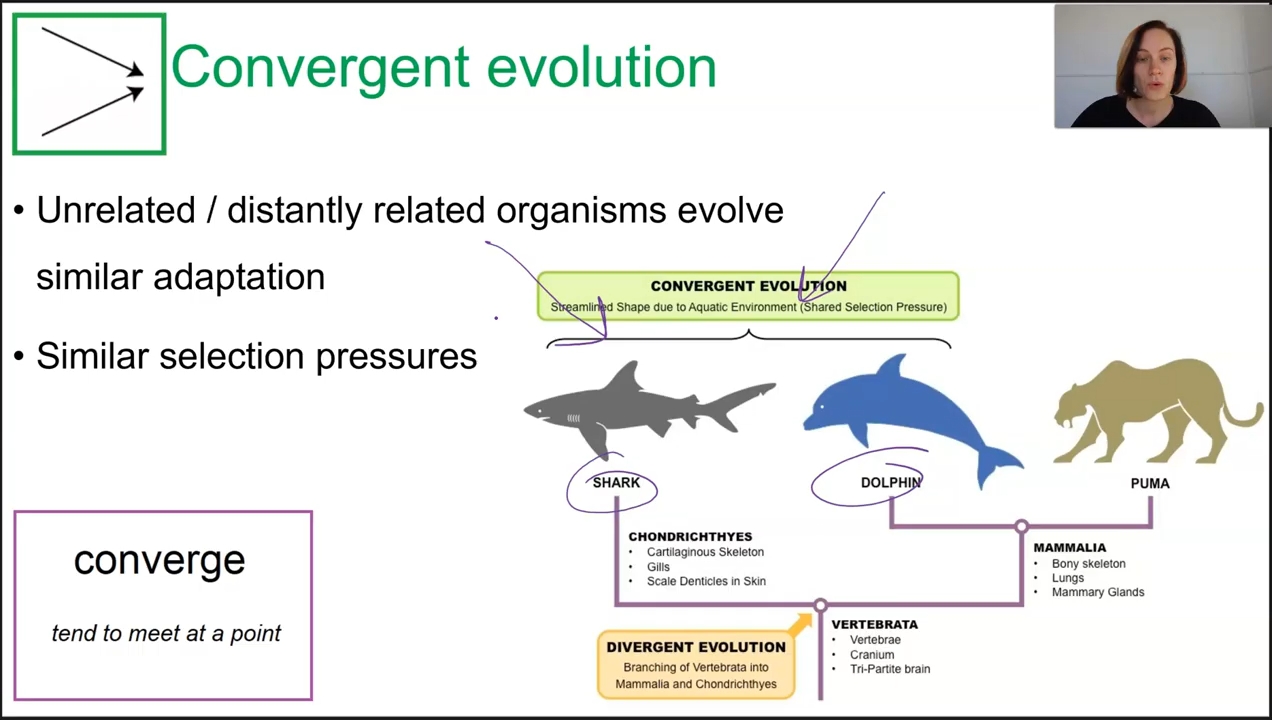 Convergent evolution
• Unrelated / distantly related organisms evolve
similar adaptation
• Similar selection pressures
converge
tend to meet at a point
CONVERGENT EVOLUTION
Streamlined Shape due to Aquatic Environment (Shared Selection Pressure)
SHARK
DOLPHIN
PUMA
CHONDRICHTHYES
• Cartilaginous Skeleton
• Gills
• Scale Denticles in Skin
MAMMALIA
• Bony skeleton
• Lungs
• Mammary Glands
DIVERGENT EVOLUTION
Branching of Vertebrata into
Mammalia and Chondrichthyes
VERTEBRATA
• Vertebrae
• Cranium
• Tri-Partite brain